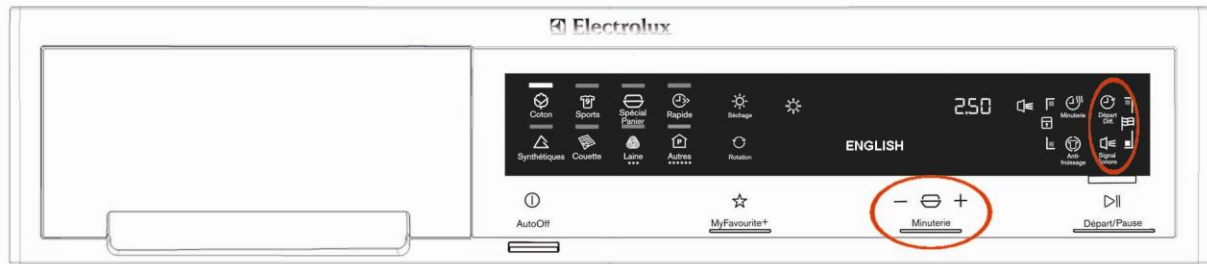 Electrolux
Coton
Sports
Spécial
Panier
Rapide
Séchage
2.50
Minuterie
Départ
Diff.
Synthétiques
Couette
Laine
Autres
Rotation
ENGLISH
Anti-
froissage
Signal
Sonore
AutoOff
MyFavourite+
− +
Minuterie
Départ/Pause